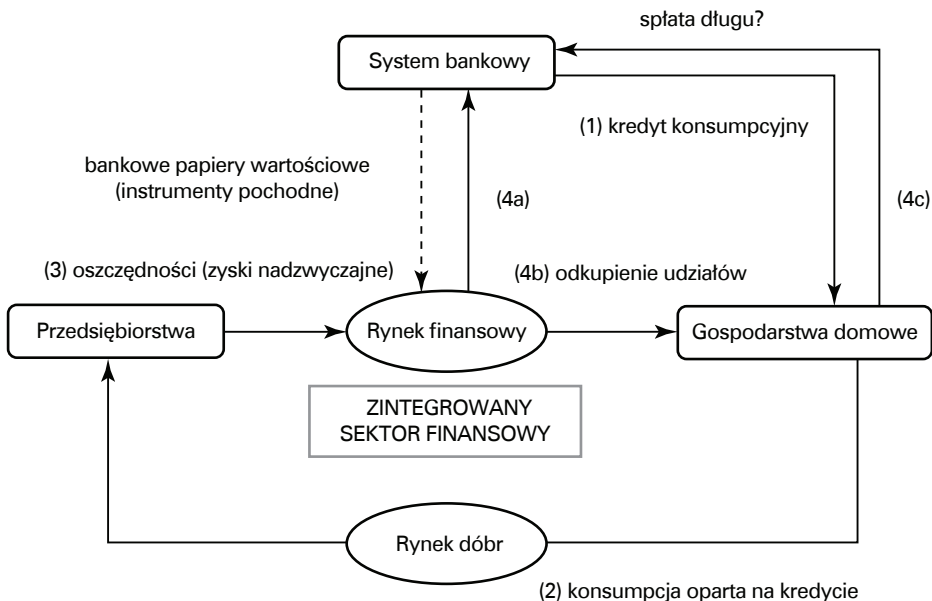 spłata długu?
System bankowy
(1) kredyt konsumpcyjny
bankowe papiery wartościowe
(instrumenty pochodne)
(4a)
(4c)
(3) oszczędności (zyski nadzwyczajne)
(4b) odkupienie udziałów
Przedsiębiorstwa
Rynek finansowy
Gospodarstwa domowe
ZINTEGROWANY
SEKTOR FINANSOWY
Rynek dóbr
(2) konsumpcja oparta na kredycie